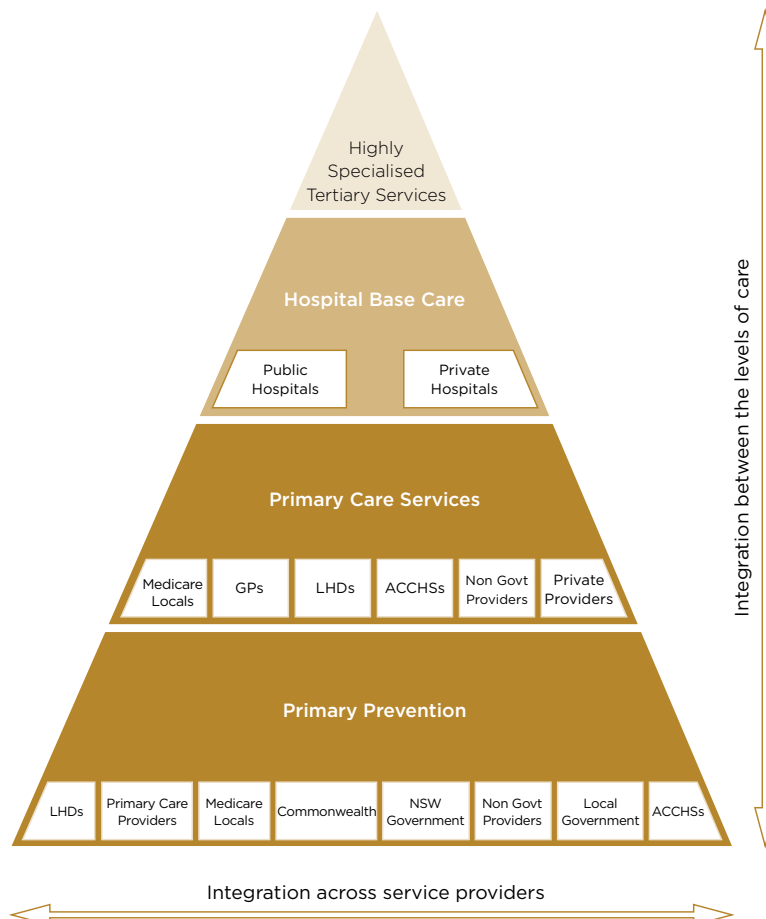 Highly
Specialised
Tertiary Services
Hospital Base Care
Public
Hospitals
Private
Hospitals
Primary Care Services
Medicare
Locals
GPs
LHDs
ACCHSs
Non Govt
Providers
Private
Providers
Primary Prevention
LHDs
Primary Care
Providers
Medicare
Locals
Commonwealth
NSW
Government
Non Govt
Providers
Local
Government
ACCHSs
Integration across service providers
Integration between the levels of care